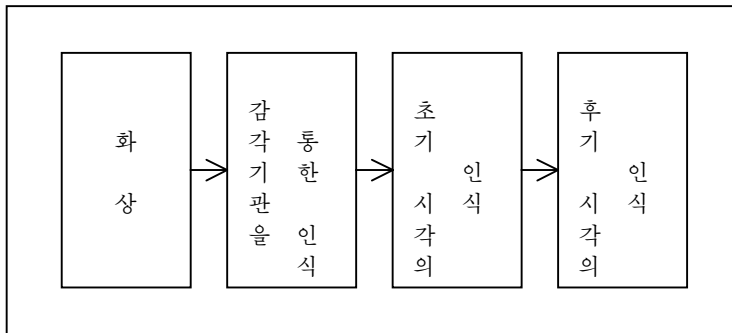 화 상
감각기관을
통한 인식
초기 시각의
인식
후기 시각의
인식